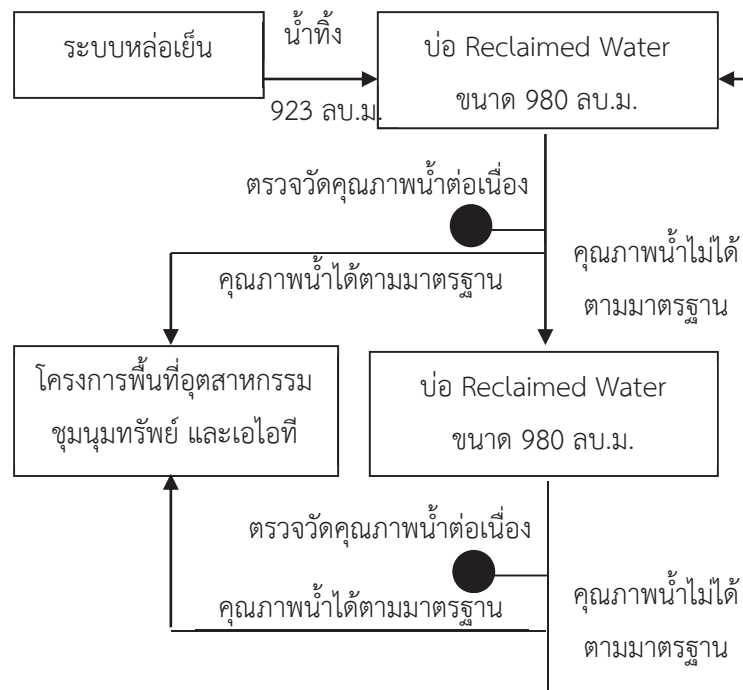 ระบบหล่อเย็น
น้ำทิ้ง
923 ลบ.ม.
บ่อ Reclaimed Water
ขนาด 980 ลบ.ม.
ตรวจวัดคุณภาพน้ำต่อเนื่อง
คุณภาพน้ำได้ตามมาตรฐาน
คุณภาพน้ำไม่ได้
ตามมาตรฐาน
โครงการพื้นที่อุตสาหกรรม
ชุมนุมทรัพย์ และเอไอที
บ่อ Reclaimed Water
ขนาด 980 ลบ.ม.
ตรวจวัดคุณภาพน้ำต่อเนื่อง
คุณภาพน้ำได้ตามมาตรฐาน
คุณภาพน้ำไม่ได้
ตามมาตรฐาน